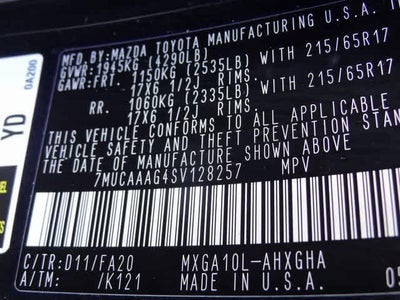 MFD.BY:MAZDA TOYOTA MANUFACTURING U.S.A.
GVWR:1945KG (4290LB)
GAWR:FRT. 1150KG (2535LB) WITH 215/65R17
17X6 1/2J RIMS.
RR. 1060KG (2335LB) WITH 215/65R17
17X6 1/2J RIMS.
THIS VEHICLE CONFORMS TO ALL APPLICABLE
VEHICLE SAFETY AND THEFT PREVENTION STAN
THE DATE OF MANUFACTURE SHOWN ABOVE
7MUCAAAG4SV128257 MPV
C/TR:D11/FA20 MXGA10L-AHXGHA
A/TM: /K121 MADE IN U.S.A.
0A200
YD